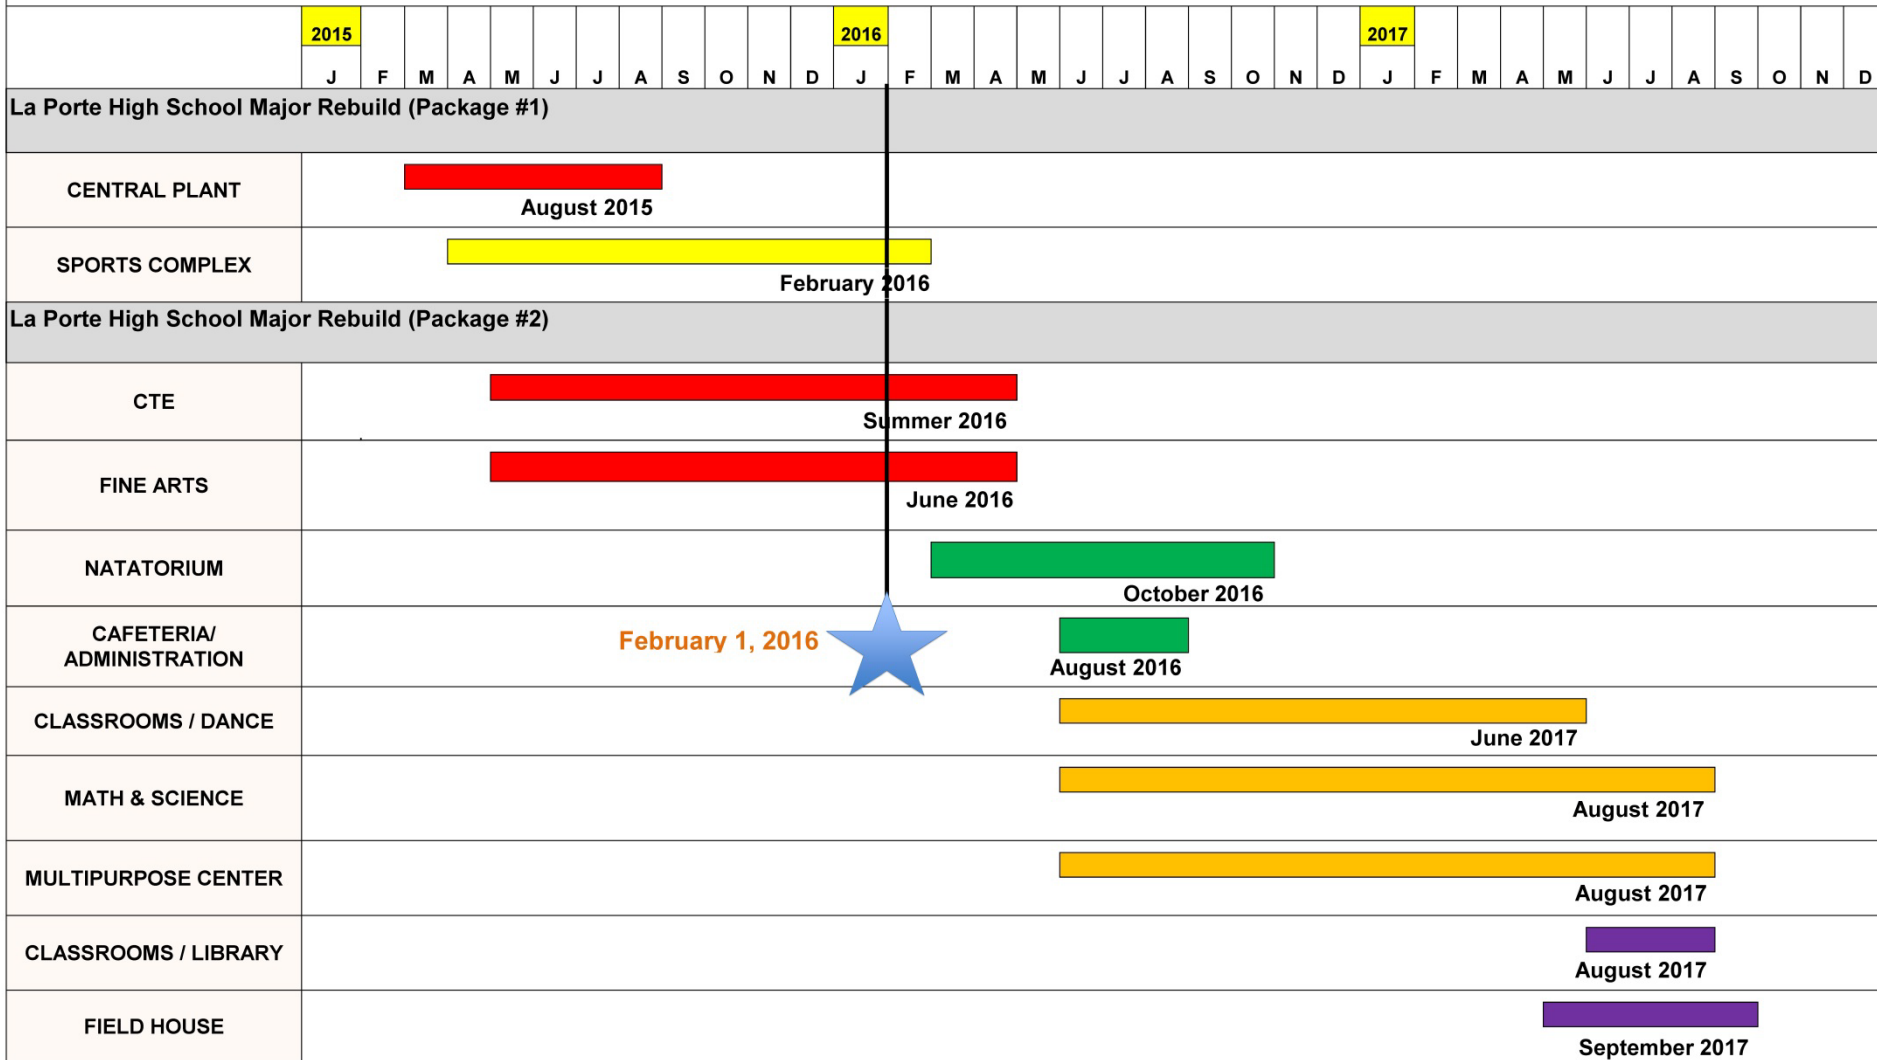 2015 2016 2017
J F M A M J J A S O N D J F M A M J J A S O N D J F M A M J J A S O N D
La Porte High School Major Rebuild (Package #1)
CENTRAL PLANT
August 2015
SPORTS COMPLEX
February 2016
La Porte High School Major Rebuild (Package #2)
CTE
Summer 2016
FINE ARTS
June 2016
NATATORIUM
October 2016
CAFETERIA/
ADMINISTRATION
February 1, 2016
August 2016
CLASSROOMS / DANCE
June 2017
MATH & SCIENCE
August 2017
MULTIPURPOSE CENTER
August 2017
CLASSROOMS / LIBRARY
August 2017
FIELD HOUSE
September 2017